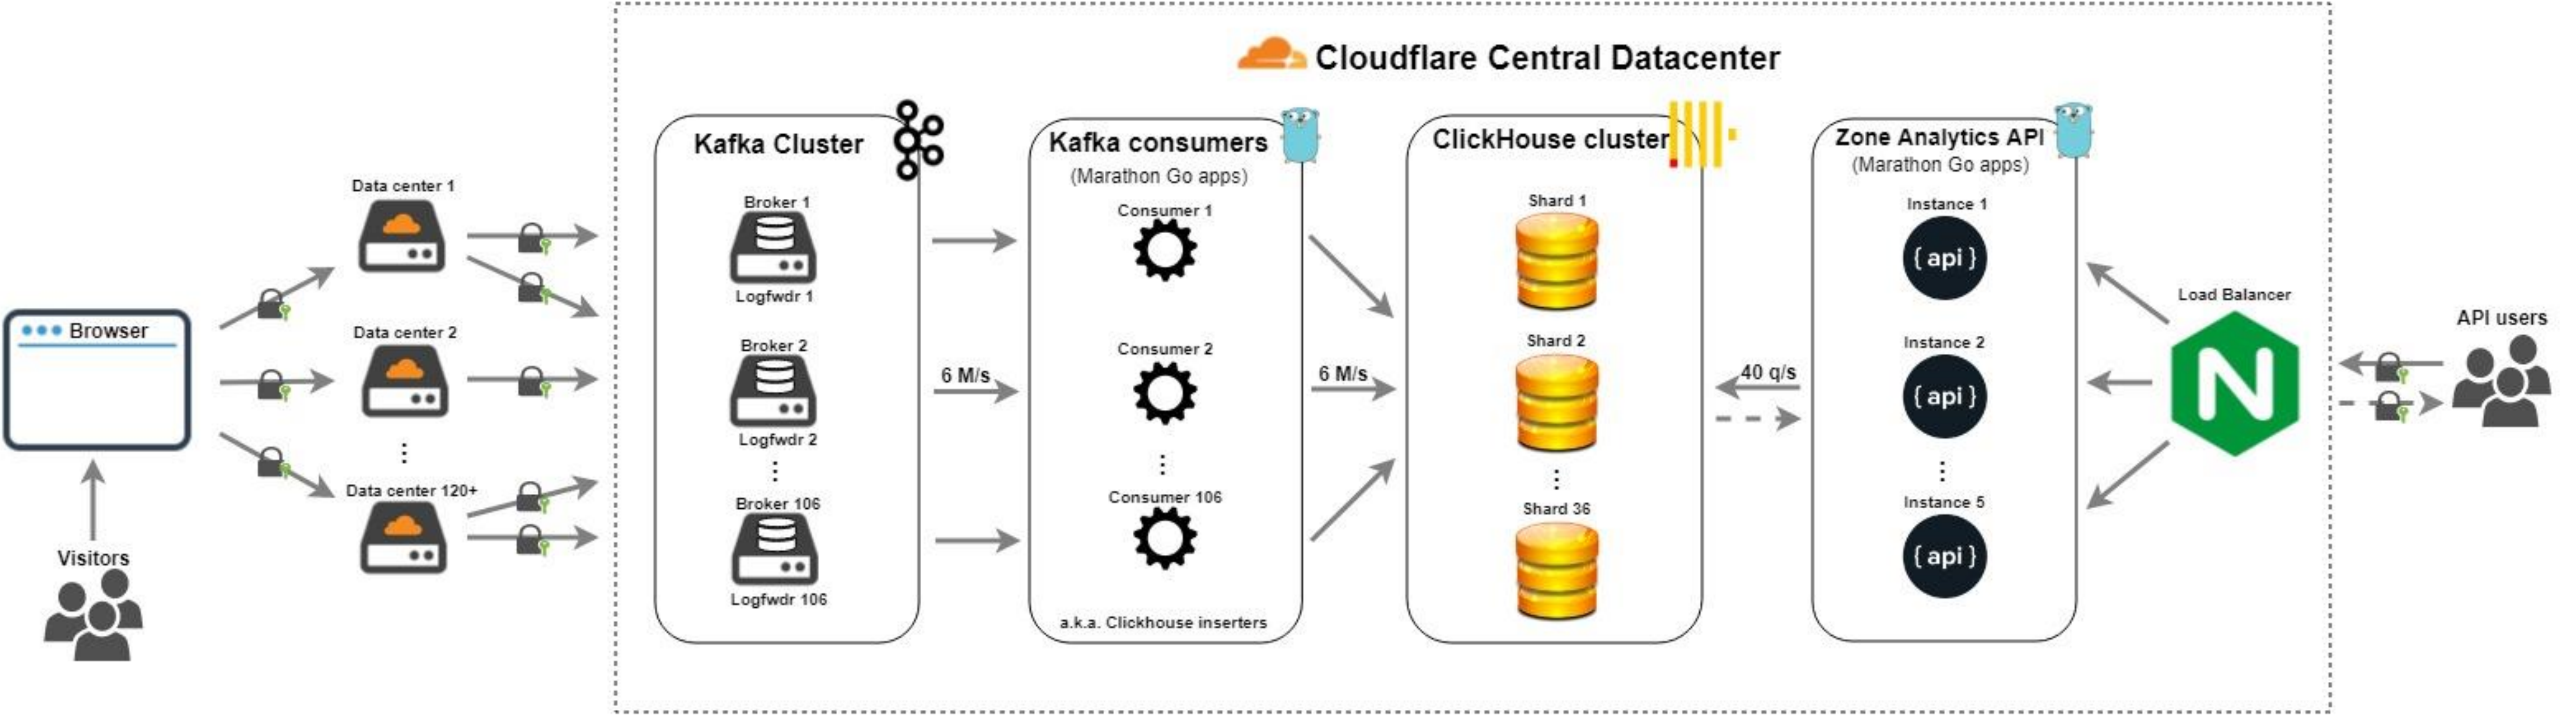 Cloudflare Central Datacenter
Browser
Visitors
Data center 1
Data center 2
Data center 120+
Kafka Cluster
Broker 1
Logfwdr 1
Broker 2
Logfwdr 2
Broker 106
Logfwdr 106
6 M/s
Kafka consumers
(Marathon Go apps)
Consumer 1
Consumer 2
Consumer 106
a.k.a. Clickhouse inserters
6 M/s
ClickHouse cluster
Shard 1
Shard 2
Shard 36
40 q/s
Zone Analytics API
(Marathon Go apps)
Instance 1
{ api }
Instance 2
{ api }
Instance 5
{ api }
Load Balancer
N
API users